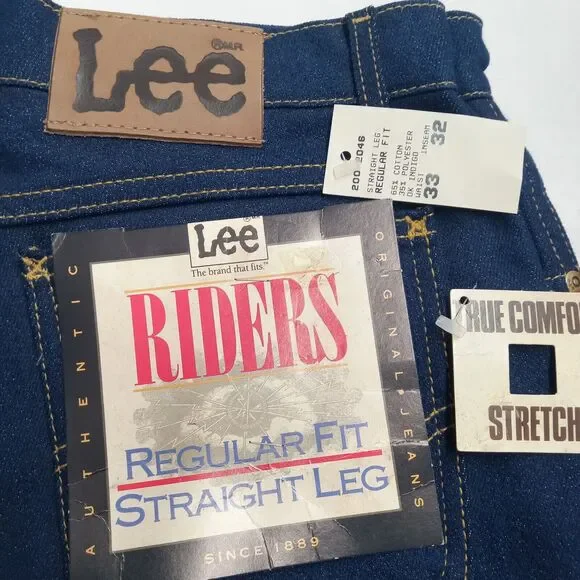 Lee
®M.R.
200-2046
STRAIGHT LEG
REGULAR FIT
65% COTTON
35% POLYESTER
DK INDIGO
WAIST INSEAM
33 32
Lee
The brand that fits.™
RIDERS
REGULAR FIT
STRAIGHT LEG
AUTHENTIC
ORIGINAL JEANS
SINCE 1889
TRUE COMFO
STRETCH